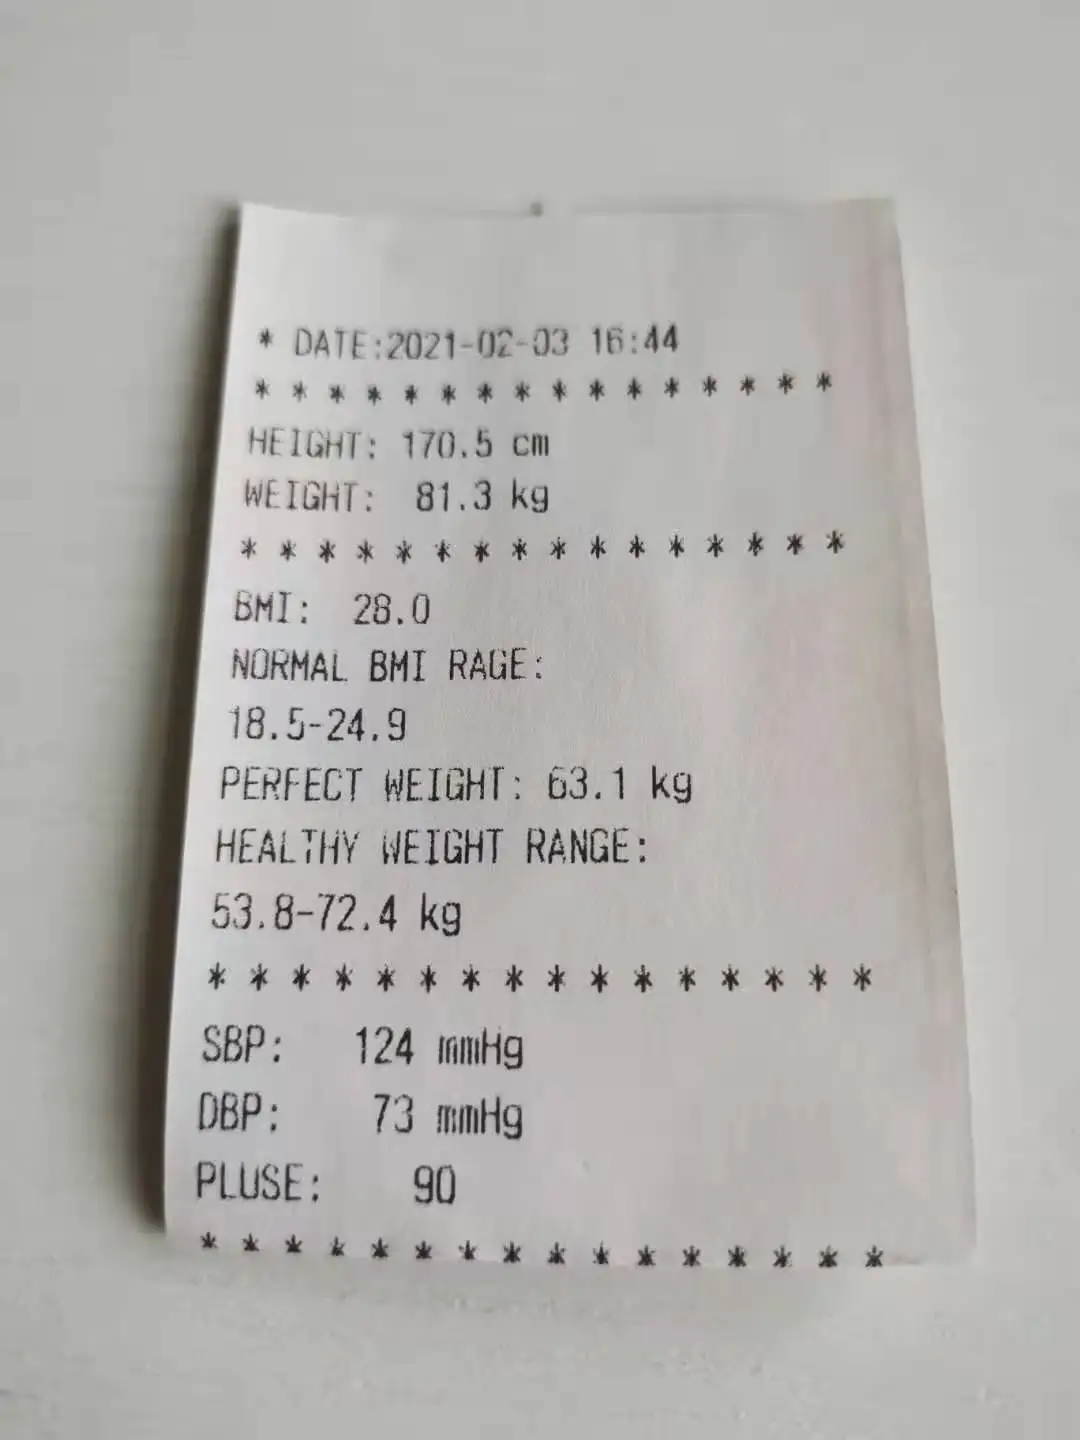 * DATE:2021-02-03 16:44
* * * * * * * * * * * * * * * *
HEIGHT: 170.5 cm
WEIGHT: 81.3 kg
* * * * * * * * * * * * * * * *
BMI: 28.0
NORMAL BMI RAGE:
18.5-24.9
PERFECT WEIGHT: 63.1 kg
HEALTHY WEIGHT RANGE:
53.8-72.4 kg
* * * * * * * * * * * * * * * *
SBP: 124 mmHg
DBP: 73 mmHg
PLUSE: 90
* * * * * * * * * * * * * * * *